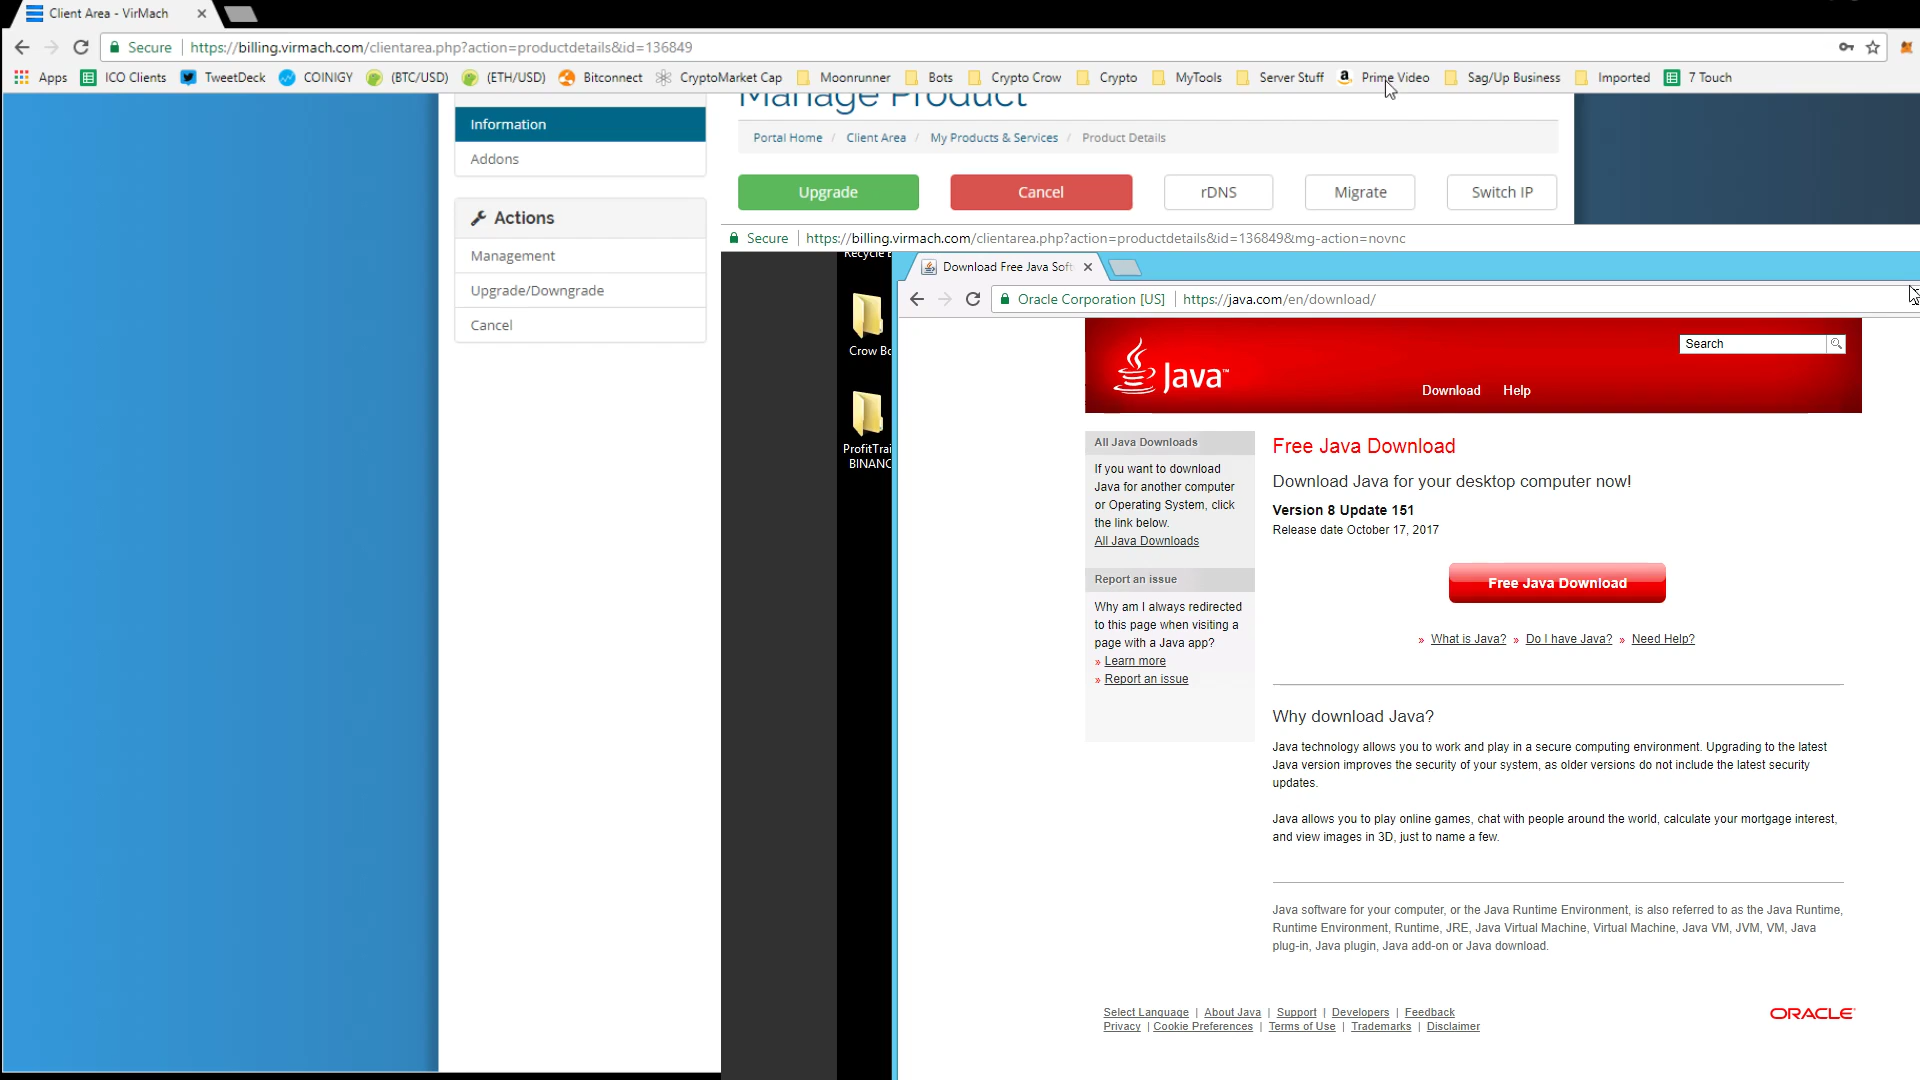 Client Area - VirMach
Secure https://billing.virmach.com/clientarea.php?action=productdetails&id=136849
Apps ICO Clients TweetDeck COINIGY (BTC/USD) (ETH/USD) Bitconnect CryptoMarket Cap Moonrunner Bots Crypto Crow Crypto MyTools Server Stuff Prime Video Sag/Up Business Imported 7 Touch
Manage Product
Information
Addons
Portal Home / Client Area / My Products & Services / Product Details
Upgrade Cancel rDNS Migrate Switch IP
Actions
Management
Upgrade/Downgrade
Cancel
Secure https://billing.virmach.com/clientarea.php?action=productdetails&id=136849&mg-action=novnc
Recycle
Crow
ProfitTrai
BINANC
Download Free Java Soft
Oracle Corporation [US] https://java.com/en/download/
Java™
Search
Download Help
All Java Downloads
If you want to download
Java for another computer
or Operating System, click
the link below.
All Java Downloads
Report an issue
Why am I always redirected
to this page when visiting a
page with a Java app?
» Learn more
» Report an issue
Free Java Download
Download Java for your desktop computer now!
Version 8 Update 151
Release date October 17, 2017
Free Java Download
» What is Java? » Do I have Java? » Need Help?
Why download Java?
Java technology allows you to work and play in a secure computing environment. Upgrading to the latest
Java version improves the security of your system, as older versions do not include the latest security
updates.
Java allows you to play online games, chat with people around the world, calculate your mortgage interest,
and view images in 3D, just to name a few.
Java software for your computer, or the Java Runtime Environment, is also referred to as the Java Runtime,
Runtime Environment, Runtime, JRE, Java Virtual Machine, Virtual Machine, Java VM, JVM, VM, Java
plug-in, Java plugin, Java add-on or Java download.
Select Language | About Java | Support | Developers | Feedback
Privacy | Cookie Preferences | Terms of Use | Trademarks | Disclaimer
ORACLE